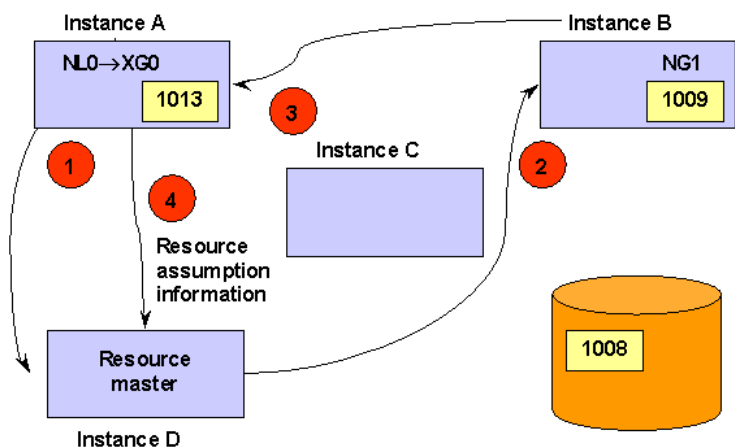 Instance A
Instance B
NL0→XG0
1013
NG1
1009
3
1
Instance C
2
4
Resource
assumption
information
1008
Resource
master
Instance D